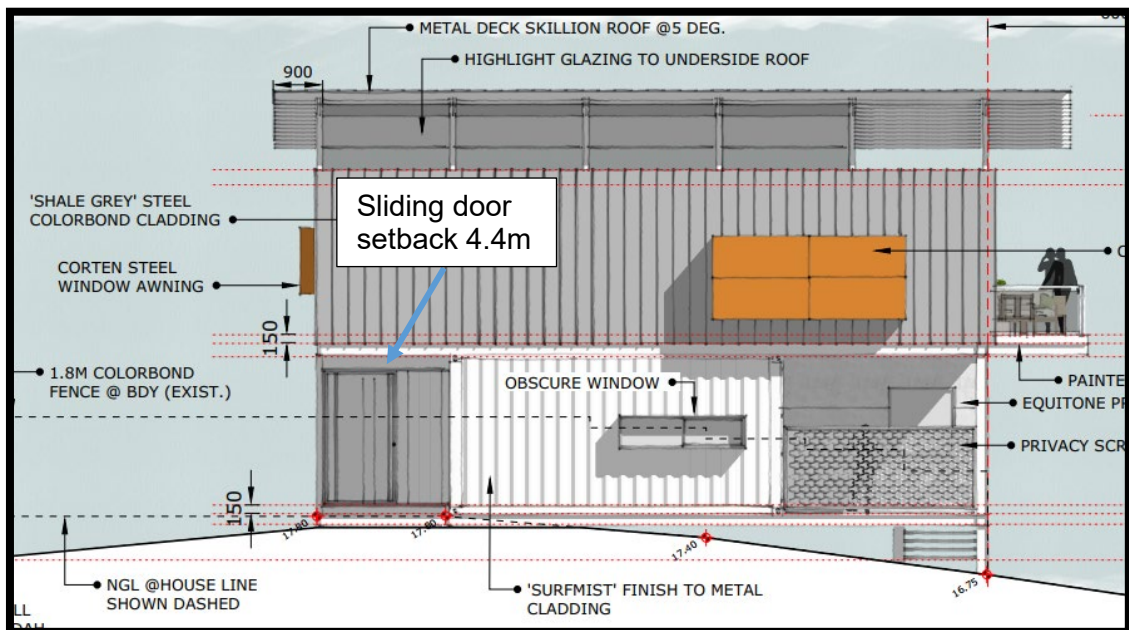 METAL DECK SKILLION ROOF @5 DEG.
HIGHLIGHT GLAZING TO UNDERSIDE ROOF
900
'SHALE GREY' STEEL
COLORBOND CLADDING
Sliding door
setback 4.4m
CORTEN STEEL
WINDOW AWNING
150
1.8M COLORBOND
FENCE @ BDY (EXIST.)
OBSCURE WINDOW
PAINTE
EQUITONE PR
PRIVACY SCR
150
17.80
17.80
17.40
16.75
NGL @HOUSE LINE
SHOWN DASHED
'SURFMIST' FINISH TO METAL
CLADDING
LL